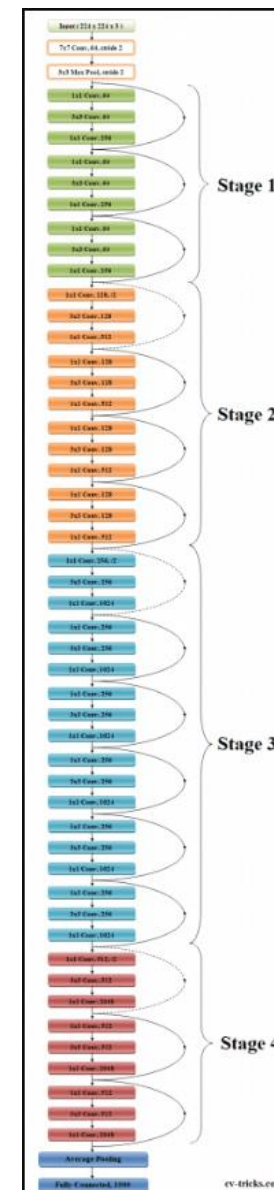 Input ( 224 x 224 x 3 )
7x7 Conv, 64, stride 2
3x3 Max Pool, stride 2
1x1 Conv, 64
3x3 Conv, 64
1x1 Conv, 256
1x1 Conv, 64
3x3 Conv, 64
1x1 Conv, 256
1x1 Conv, 64
3x3 Conv, 64
1x1 Conv, 256
Stage 1
1x1 Conv, 128, /2
3x3 Conv, 128
1x1 Conv, 512
1x1 Conv, 128
3x3 Conv, 128
1x1 Conv, 512
1x1 Conv, 128
3x3 Conv, 128
1x1 Conv, 512
1x1 Conv, 128
3x3 Conv, 128
1x1 Conv, 512
Stage 2
1x1 Conv, 256, /2
3x3 Conv, 256
1x1 Conv, 1024
1x1 Conv, 256
3x3 Conv, 256
1x1 Conv, 1024
1x1 Conv, 256
3x3 Conv, 256
1x1 Conv, 1024
1x1 Conv, 256
3x3 Conv, 256
1x1 Conv, 1024
1x1 Conv, 256
3x3 Conv, 256
1x1 Conv, 1024
1x1 Conv, 256
3x3 Conv, 256
1x1 Conv, 1024
Stage 3
1x1 Conv, 512, /2
3x3 Conv, 512
1x1 Conv, 2048
1x1 Conv, 512
3x3 Conv, 512
1x1 Conv, 2048
1x1 Conv, 512
3x3 Conv, 512
1x1 Conv, 2048
Stage 4
Average Pooling
Fully Connected, 1000
cv-tricks.co